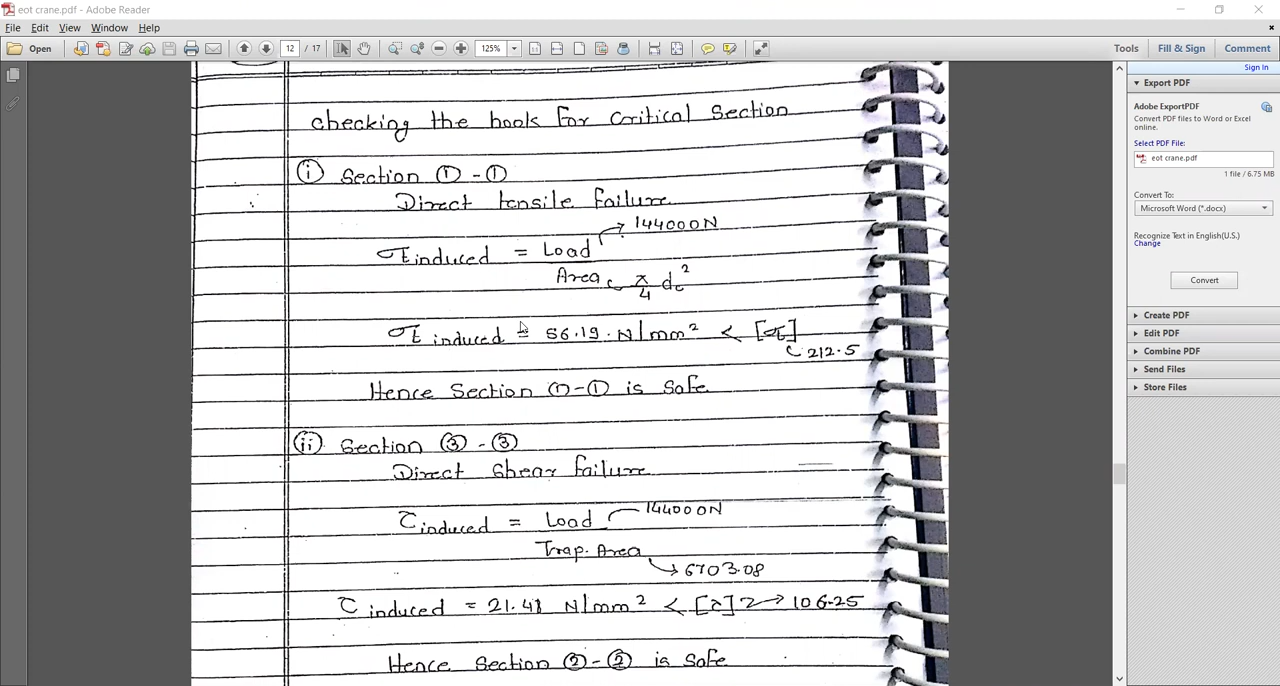 eot crane.pdf - Adobe Reader
File Edit View Window Help
Open 12 / 17 125% Tools Fill & Sign Comment
Sign In
Export PDF
Adobe ExportPDF
Convert PDF files to Word or Excel online.
Select PDF File:
eot crane.pdf
1 file / 6.75 MB
Convert To:
Microsoft Word (*.docx)
Recognize Text in English(U.S.)
Change
Convert
Create PDF
Edit PDF
Combine PDF
Send Files
Store Files
checking the hook for critical section
(i) Section ①-①
Direct tensile failure
σt induced = Load → 144000N
Area π/4 dc²
σt induced = 56.19 N/mm² < [σt]
212.5
Hence Section ①-① is safe
(ii) Section ③-③
Direct Shear failure
τ induced = Load 144000N
Trap. Area
→ 6703.08
τ induced = 21.48 N/mm² < [τ] → 106.25
Hence Section ②-② is safe